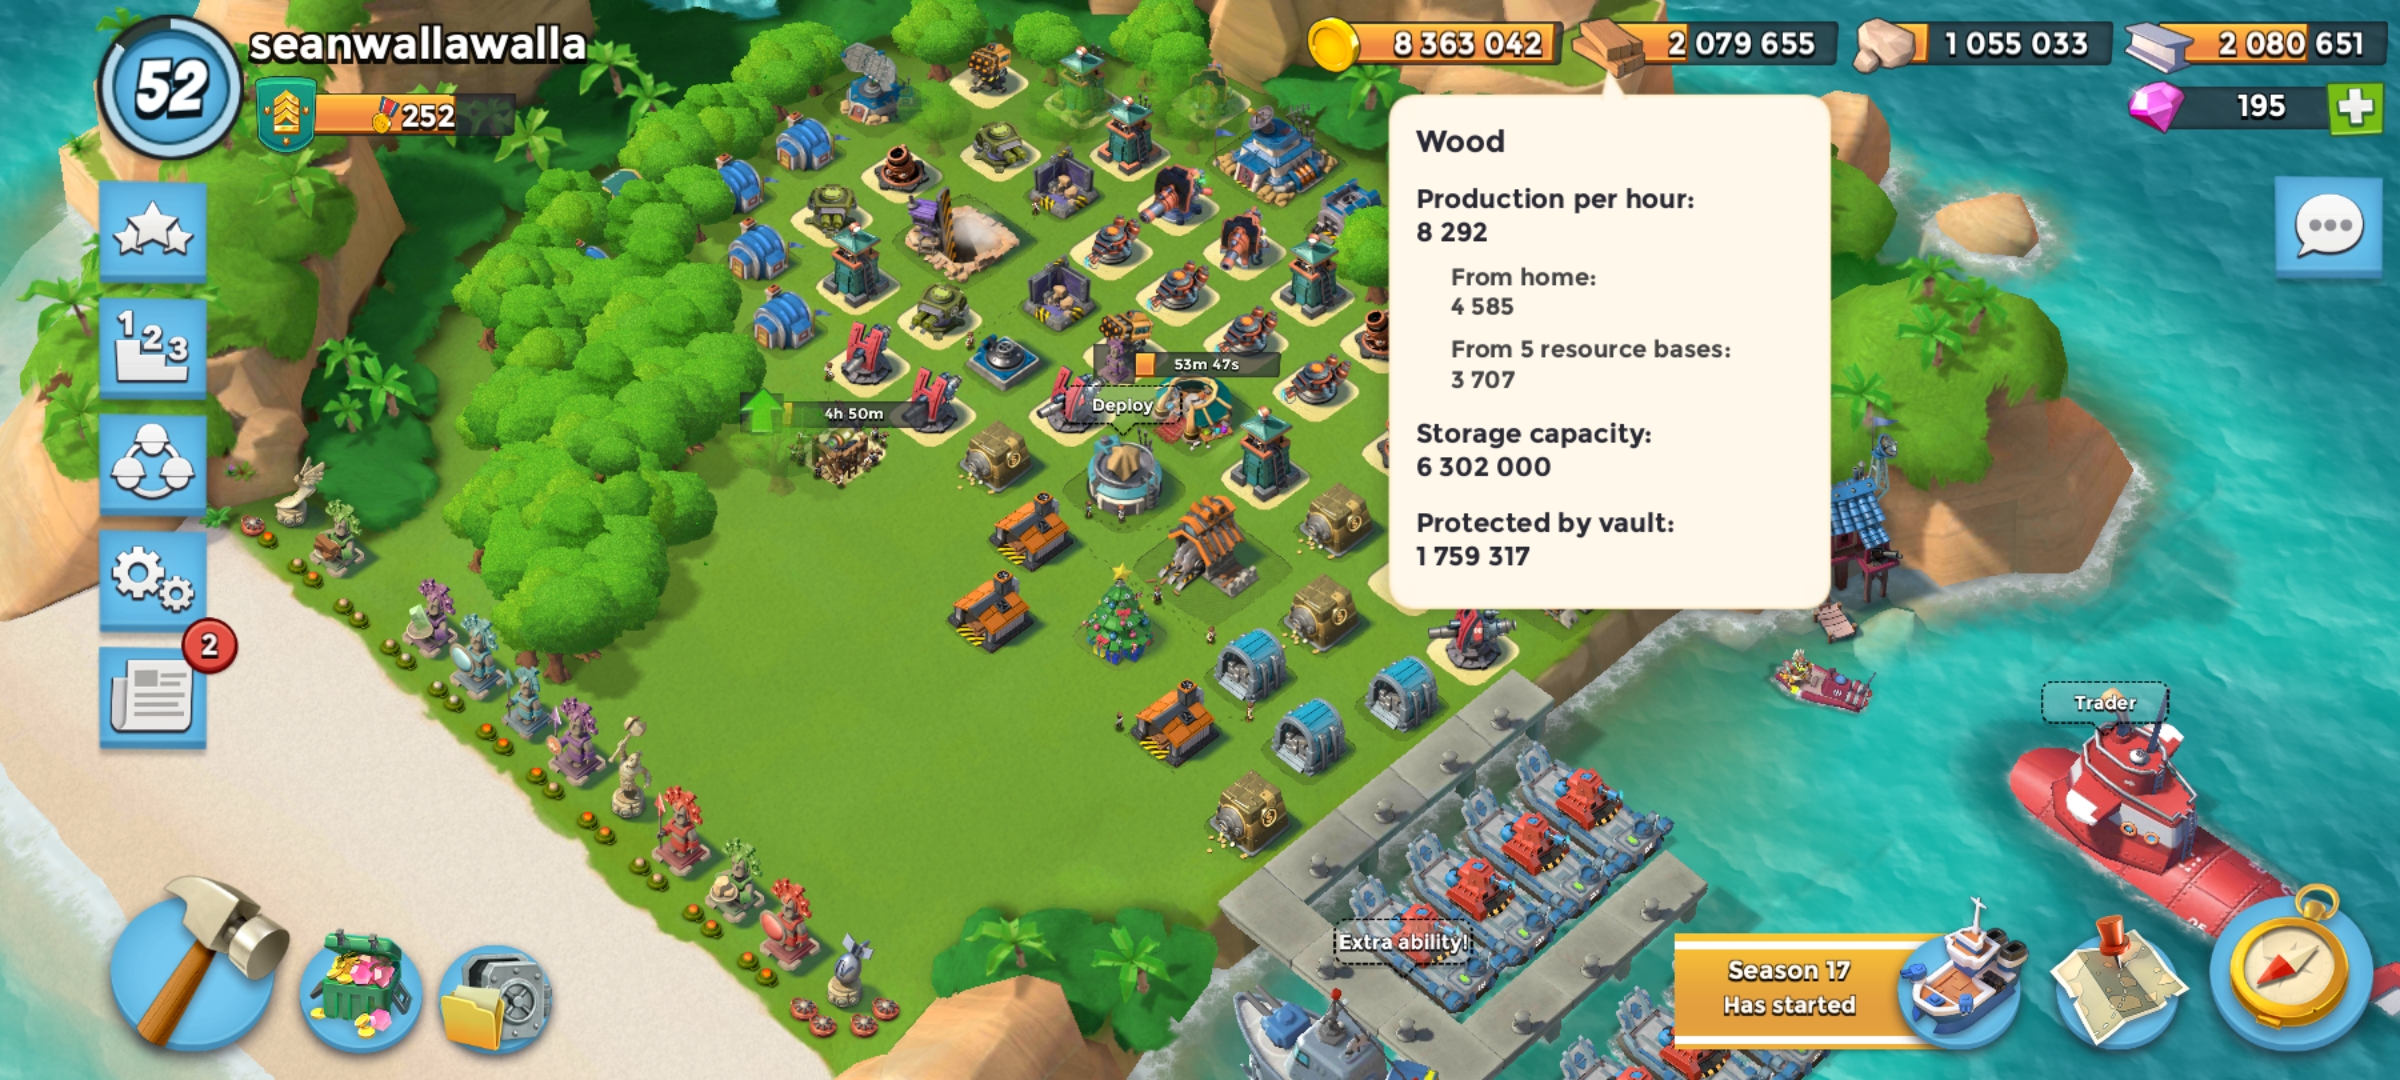 52
seanwallawalla
252
8 363 042
2 079 655
1 055 033
2 080 651
195
Wood
Production per hour:
8 292
From home:
4 585
From 5 resource bases:
3 707
Storage capacity:
6 302 000
Protected by vault:
1 759 317
123
53m 47s
4h 50m
Deploy
2
Trader
Extra ability!
Season 17
Has started